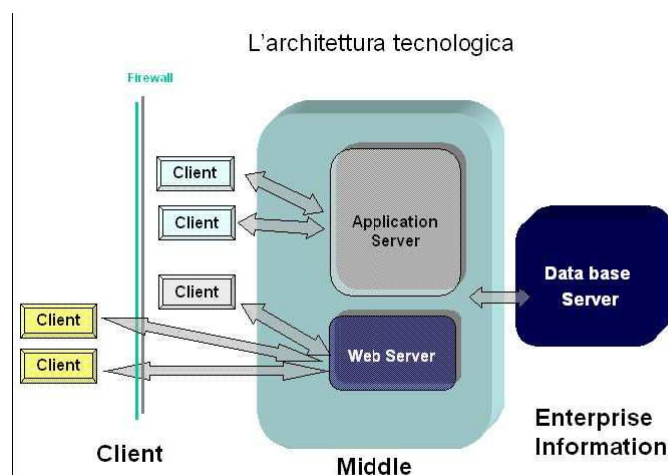 L'architettura tecnologica
Firewall
Client
Client
Client
Client
Client
Application
Server
Web Server
Data base
Server
Client
Middle
Enterprise
Information